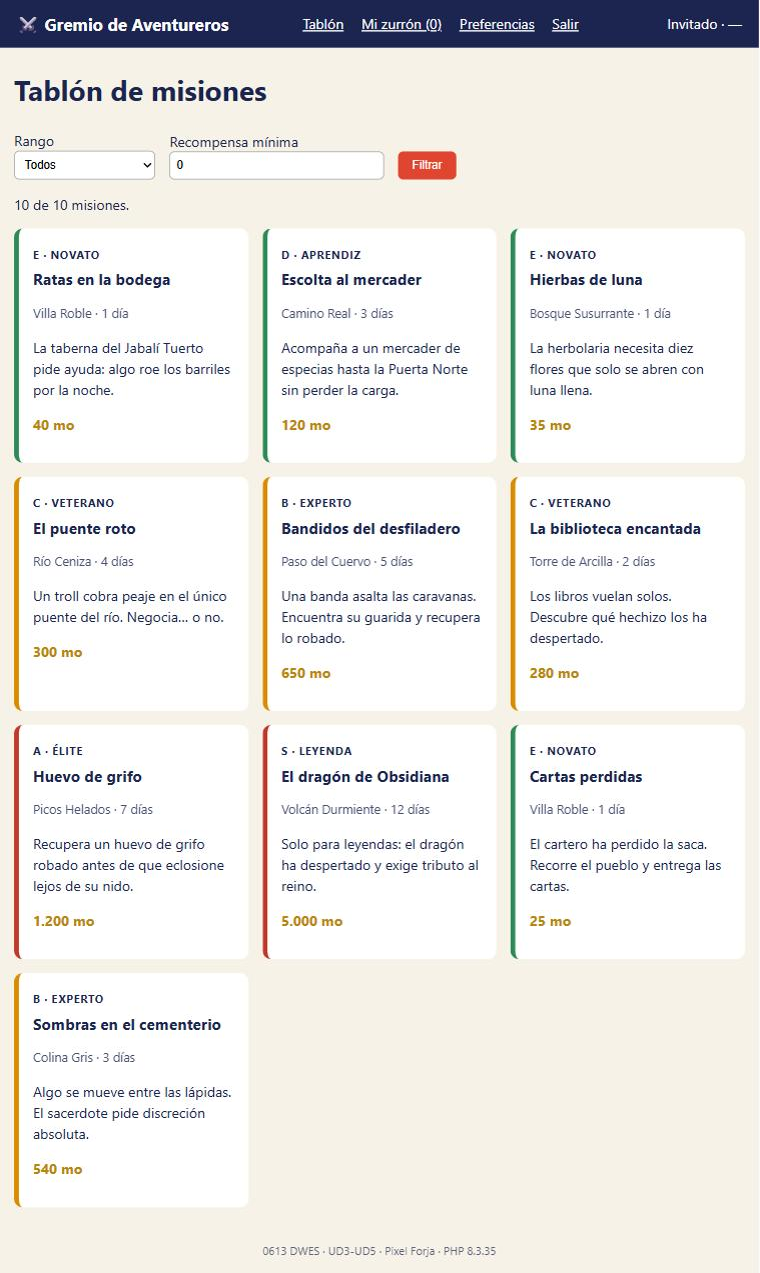 Gremio de Aventureros
Tablón Mi zurrón (0) Preferencias Salir
Invitado · —
Tablón de misiones
Rango
Todos
Recompensa mínima
0
Filtrar
10 de 10 misiones.
E · NOVATO
Ratas en la bodega
Villa Roble · 1 día
La taberna del Jabalí Tuerto
pide ayuda: algo roe los barriles
por la noche.
40 mo
D · APRENDIZ
Escolta al mercader
Camino Real · 3 días
Acompaña a un mercader de
especias hasta la Puerta Norte
sin perder la carga.
120 mo
E · NOVATO
Hierbas de luna
Bosque Susurrante · 1 día
La herbolaria necesita diez
flores que solo se abren con
luna llena.
35 mo
C · VETERANO
El puente roto
Río Ceniza · 4 días
Un troll cobra peaje en el único
puente del río. Negocia... o no.
300 mo
B · EXPERTO
Bandidos del desfiladero
Paso del Cuervo · 5 días
Una banda asalta las caravanas.
Encuentra su guarida y recupera
lo robado.
650 mo
C · VETERANO
La biblioteca encantada
Torre de Arcilla · 2 días
Los libros vuelan solos.
Descubre qué hechizo los ha
despertado.
280 mo
A · ÉLITE
Huevo de grifo
Picos Helados · 7 días
Recupera un huevo de grifo
robado antes de que eclosione
lejos de su nido.
1.200 mo
S · LEYENDA
El dragón de Obsidiana
Volcán Durmiente · 12 días
Solo para leyendas: el dragón
ha despertado y exige tributo al
reino.
5.000 mo
E · NOVATO
Cartas perdidas
Villa Roble · 1 día
El cartero ha perdido la saca.
Recorre el pueblo y entrega las
cartas.
25 mo
B · EXPERTO
Sombras en el cementerio
Colina Gris · 3 días
Algo se mueve entre las lápidas.
El sacerdote pide discreción
absoluta.
540 mo
0613 DWES · UD3-UD5 · Pixel Forja · PHP 8.3.35